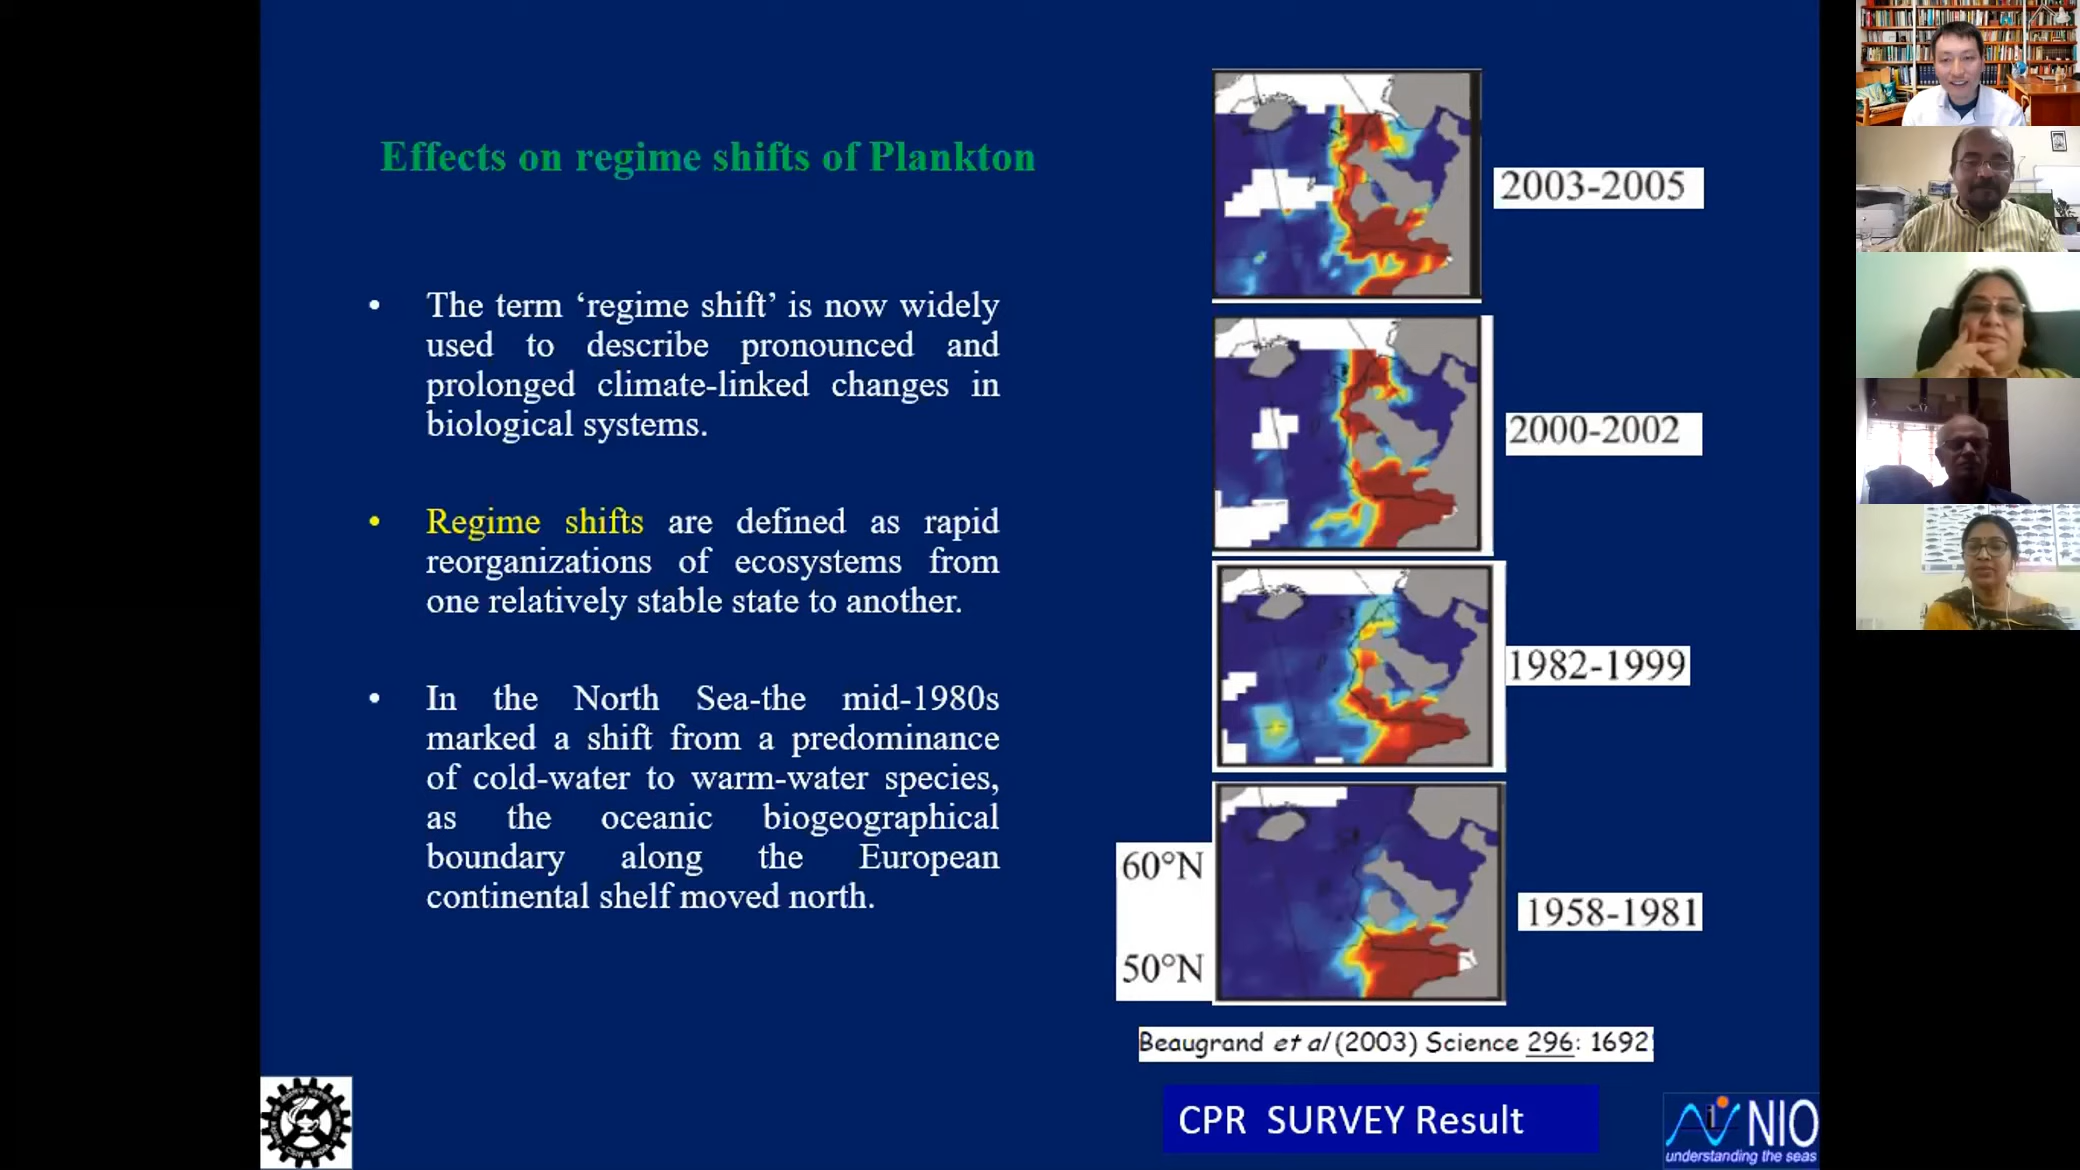 Effects on regime shifts of Plankton
• The term ‘regime shift’ is now widely
used to describe pronounced and
prolonged climate-linked changes in
biological systems.
• Regime shifts are defined as rapid
reorganizations of ecosystems from
one relatively stable state to another.
• In the North Sea-the mid-1980s
marked a shift from a predominance
of cold-water to warm-water species,
as the oceanic biogeographical
boundary along the European
continental shelf moved north.
2003-2005
2000-2002
1982-1999
1958-1981
60°N
50°N
Beaugrand et al (2003) Science 296: 1692
CPR SURVEY Result
NIO
understanding the seas